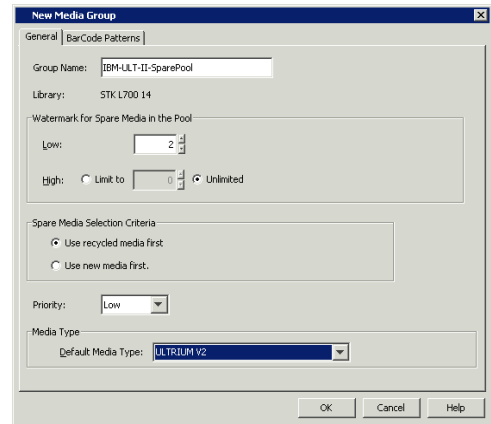 New Media Group
General BarCode Patterns
Group Name: IBM-ULT-II-SparePool
Library: STK L700 14
Watermark for Spare Media in the Pool
Low: 2
High: Limit to 0 Unlimited
Spare Media Selection Criteria
Use recycled media first
Use new media first.
Priority: Low
Media Type
Default Media Type: ULTRIUM V2
OK Cancel Help